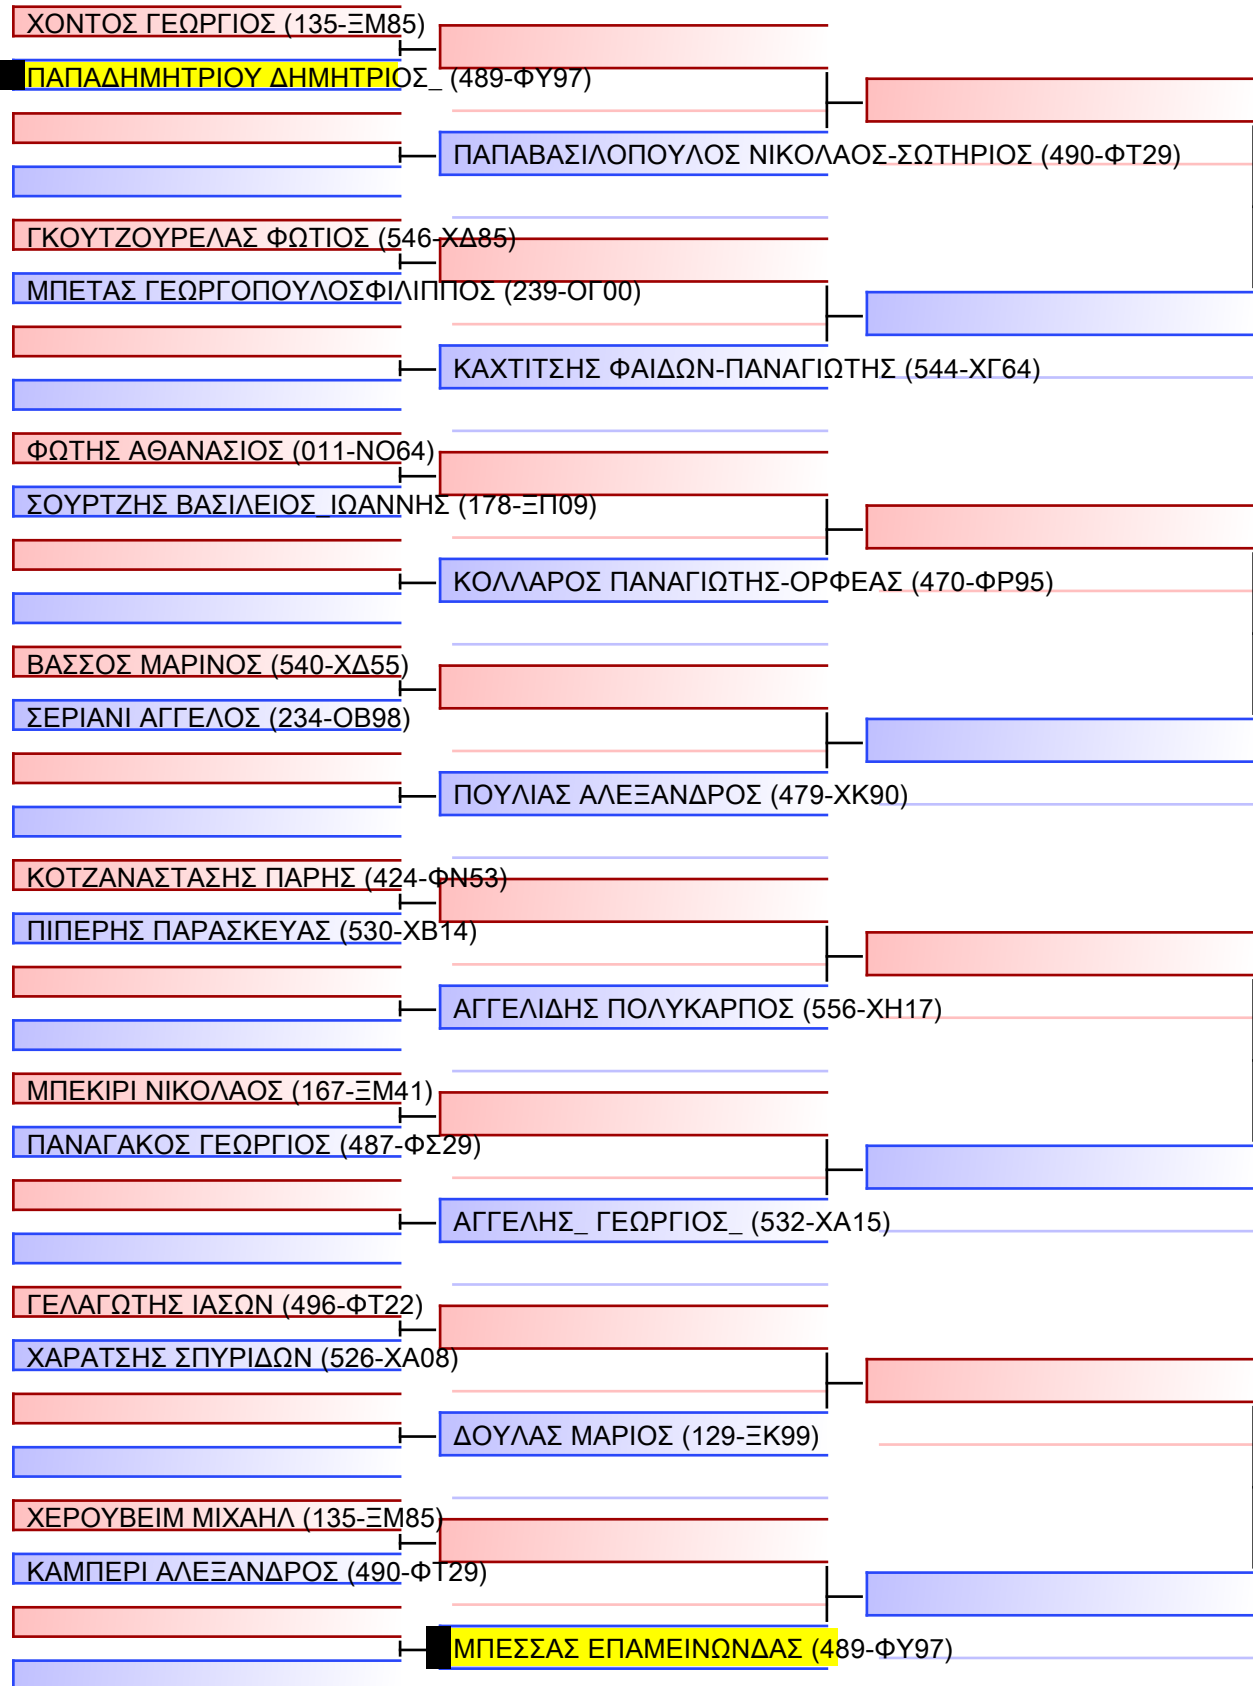 ΧΟΝΤΟΣ ΓΕΩΡΓΙΟΣ (135-ΞΜ85)
ΠΑΠΑΔΗΜΗΤΡΙΟΥ ΔΗΜΗΤΡΙΟΣ_ (489-ΦΥ97)
ΠΑΠΑΒΑΣΙΛΟΠΟΥΛΟΣ ΝΙΚΟΛΑΟΣ-ΣΩΤΗΡΙΟΣ (490-ΦΤ29)
ΓΚΟΥΤΖΟΥΡΕΛΑΣ ΦΩΤΙΟΣ (546-ΧΔ85)
ΜΠΕΤΑΣ ΓΕΩΡΓΟΠΟΥΛΟΣΦΙΛΙΠΠΟΣ (239-ΟΓ00)
ΚΑΧΤΙΤΣΗΣ ΦΑΙΔΩΝ-ΠΑΝΑΓΙΩΤΗΣ (544-ΧΓ64)
ΦΩΤΗΣ ΑΘΑΝΑΣΙΟΣ (011-ΝΟ64)
ΣΟΥΡΤΖΗΣ ΒΑΣΙΛΕΙΟΣ_ΙΩΑΝΝΗΣ (178-ΞΠ09)
ΚΟΛΛΑΡΟΣ ΠΑΝΑΓΙΩΤΗΣ-ΟΡΦΕΑΣ (470-ΦΡ95)
ΒΑΣΣΟΣ ΜΑΡΙΝΟΣ (540-ΧΔ55)
ΣΕΡΙΑΝΙ ΑΓΓΕΛΟΣ (234-ΟΒ98)
ΠΟΥΛΙΑΣ ΑΛΕΞΑΝΔΡΟΣ (479-ΧΚ90)
ΚΟΤΖΑΝΑΣΤΑΣΗΣ ΠΑΡΗΣ (424-ΦΝ53)
ΠΙΠΕΡΗΣ ΠΑΡΑΣΚΕΥΑΣ (530-ΧΒ14)
ΑΓΓΕΛΙΔΗΣ ΠΟΛΥΚΑΡΠΟΣ (556-ΧΗ17)
ΜΠΕΚΙΡΙ ΝΙΚΟΛΑΟΣ (167-ΞΜ41)
ΠΑΝΑΓΑΚΟΣ ΓΕΩΡΓΙΟΣ (487-ΦΣ29)
ΑΓΓΕΛΗΣ_ ΓΕΩΡΓΙΟΣ_ (532-ΧΑ15)
ΓΕΛΑΓΩΤΗΣ ΙΑΣΩΝ (496-ΦΤ22)
ΧΑΡΑΤΣΗΣ ΣΠΥΡΙΔΩΝ (526-ΧΑ08)
ΔΟΥΛΑΣ ΜΑΡΙΟΣ (129-ΞΚ99)
ΧΕΡΟΥΒΕΙΜ ΜΙΧΑΗΛ (135-ΞΜ85)
ΚΑΜΠΕΡΙ ΑΛΕΞΑΝΔΡΟΣ (490-ΦΤ29)
ΜΠΕΣΣΑΣ ΕΠΑΜΕΙΝΩΝΔΑΣ (489-ΦΥ97)